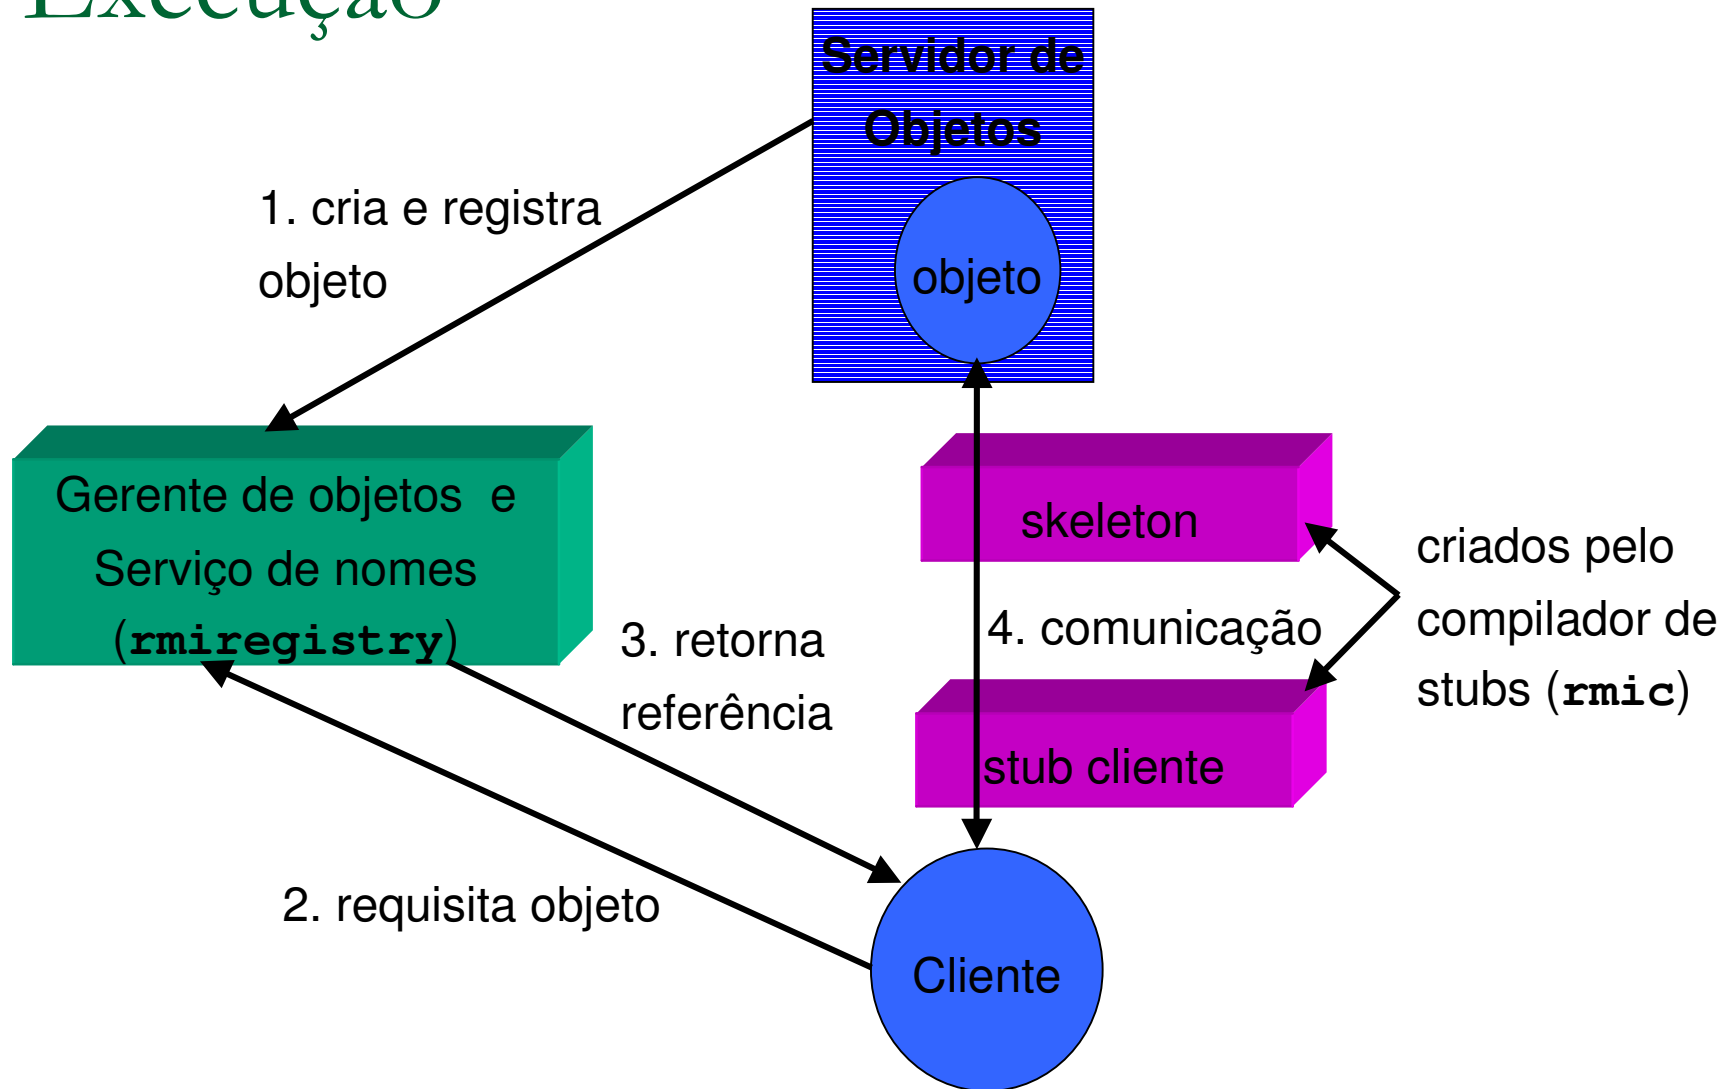 Execução
Servidor de
Objetos
1. cria e registra
objeto
objeto
Gerente de objetos e
Serviço de nomes
(rmiregistry)
skeleton
criados pelo
compilador de
stubs (rmic)
3. retorna
referência
4. comunicação
stub cliente
2. requisita objeto
Cliente